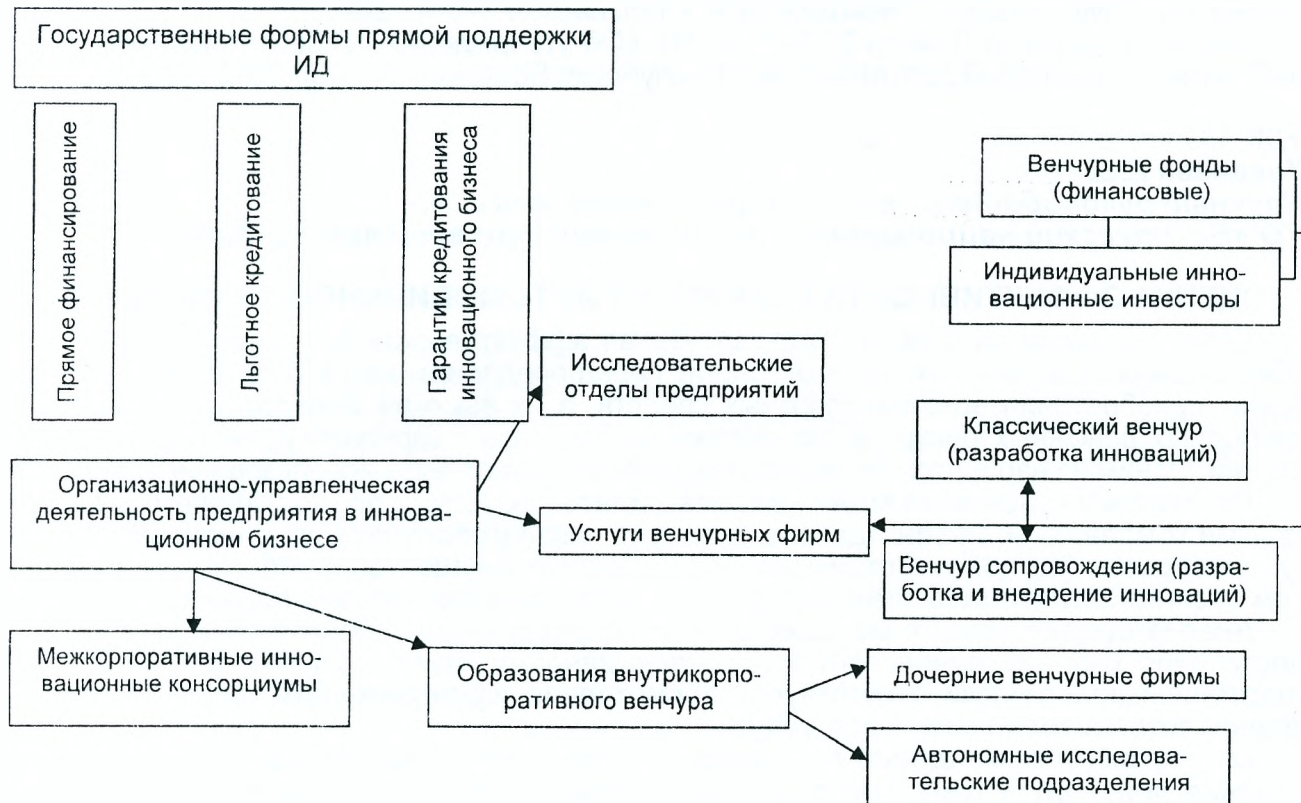 Государственные формы прямой поддержки
ИД
Прямое финансирование
Льготное кредитование
Гарантии кредитования
инновационного бизнеса
Венчурные фонды
(финансовые)
Индивидуальные инно-
вационные инвесторы
Исследовательские
отделы предприятий
Классический венчур
(разработка инноваций)
Организационно-управленческая
деятельность предприятия в иннова-
ционном бизнесе
Услуги венчурных фирм
Венчур сопровождения (разра-
ботка и внедрение инноваций)
Межкорпоративные инно-
вационные консорциумы
Образования внутрикорпо-
ративного венчура
Дочерние венчурные фирмы
Автономные исследова-
тельские подразделения